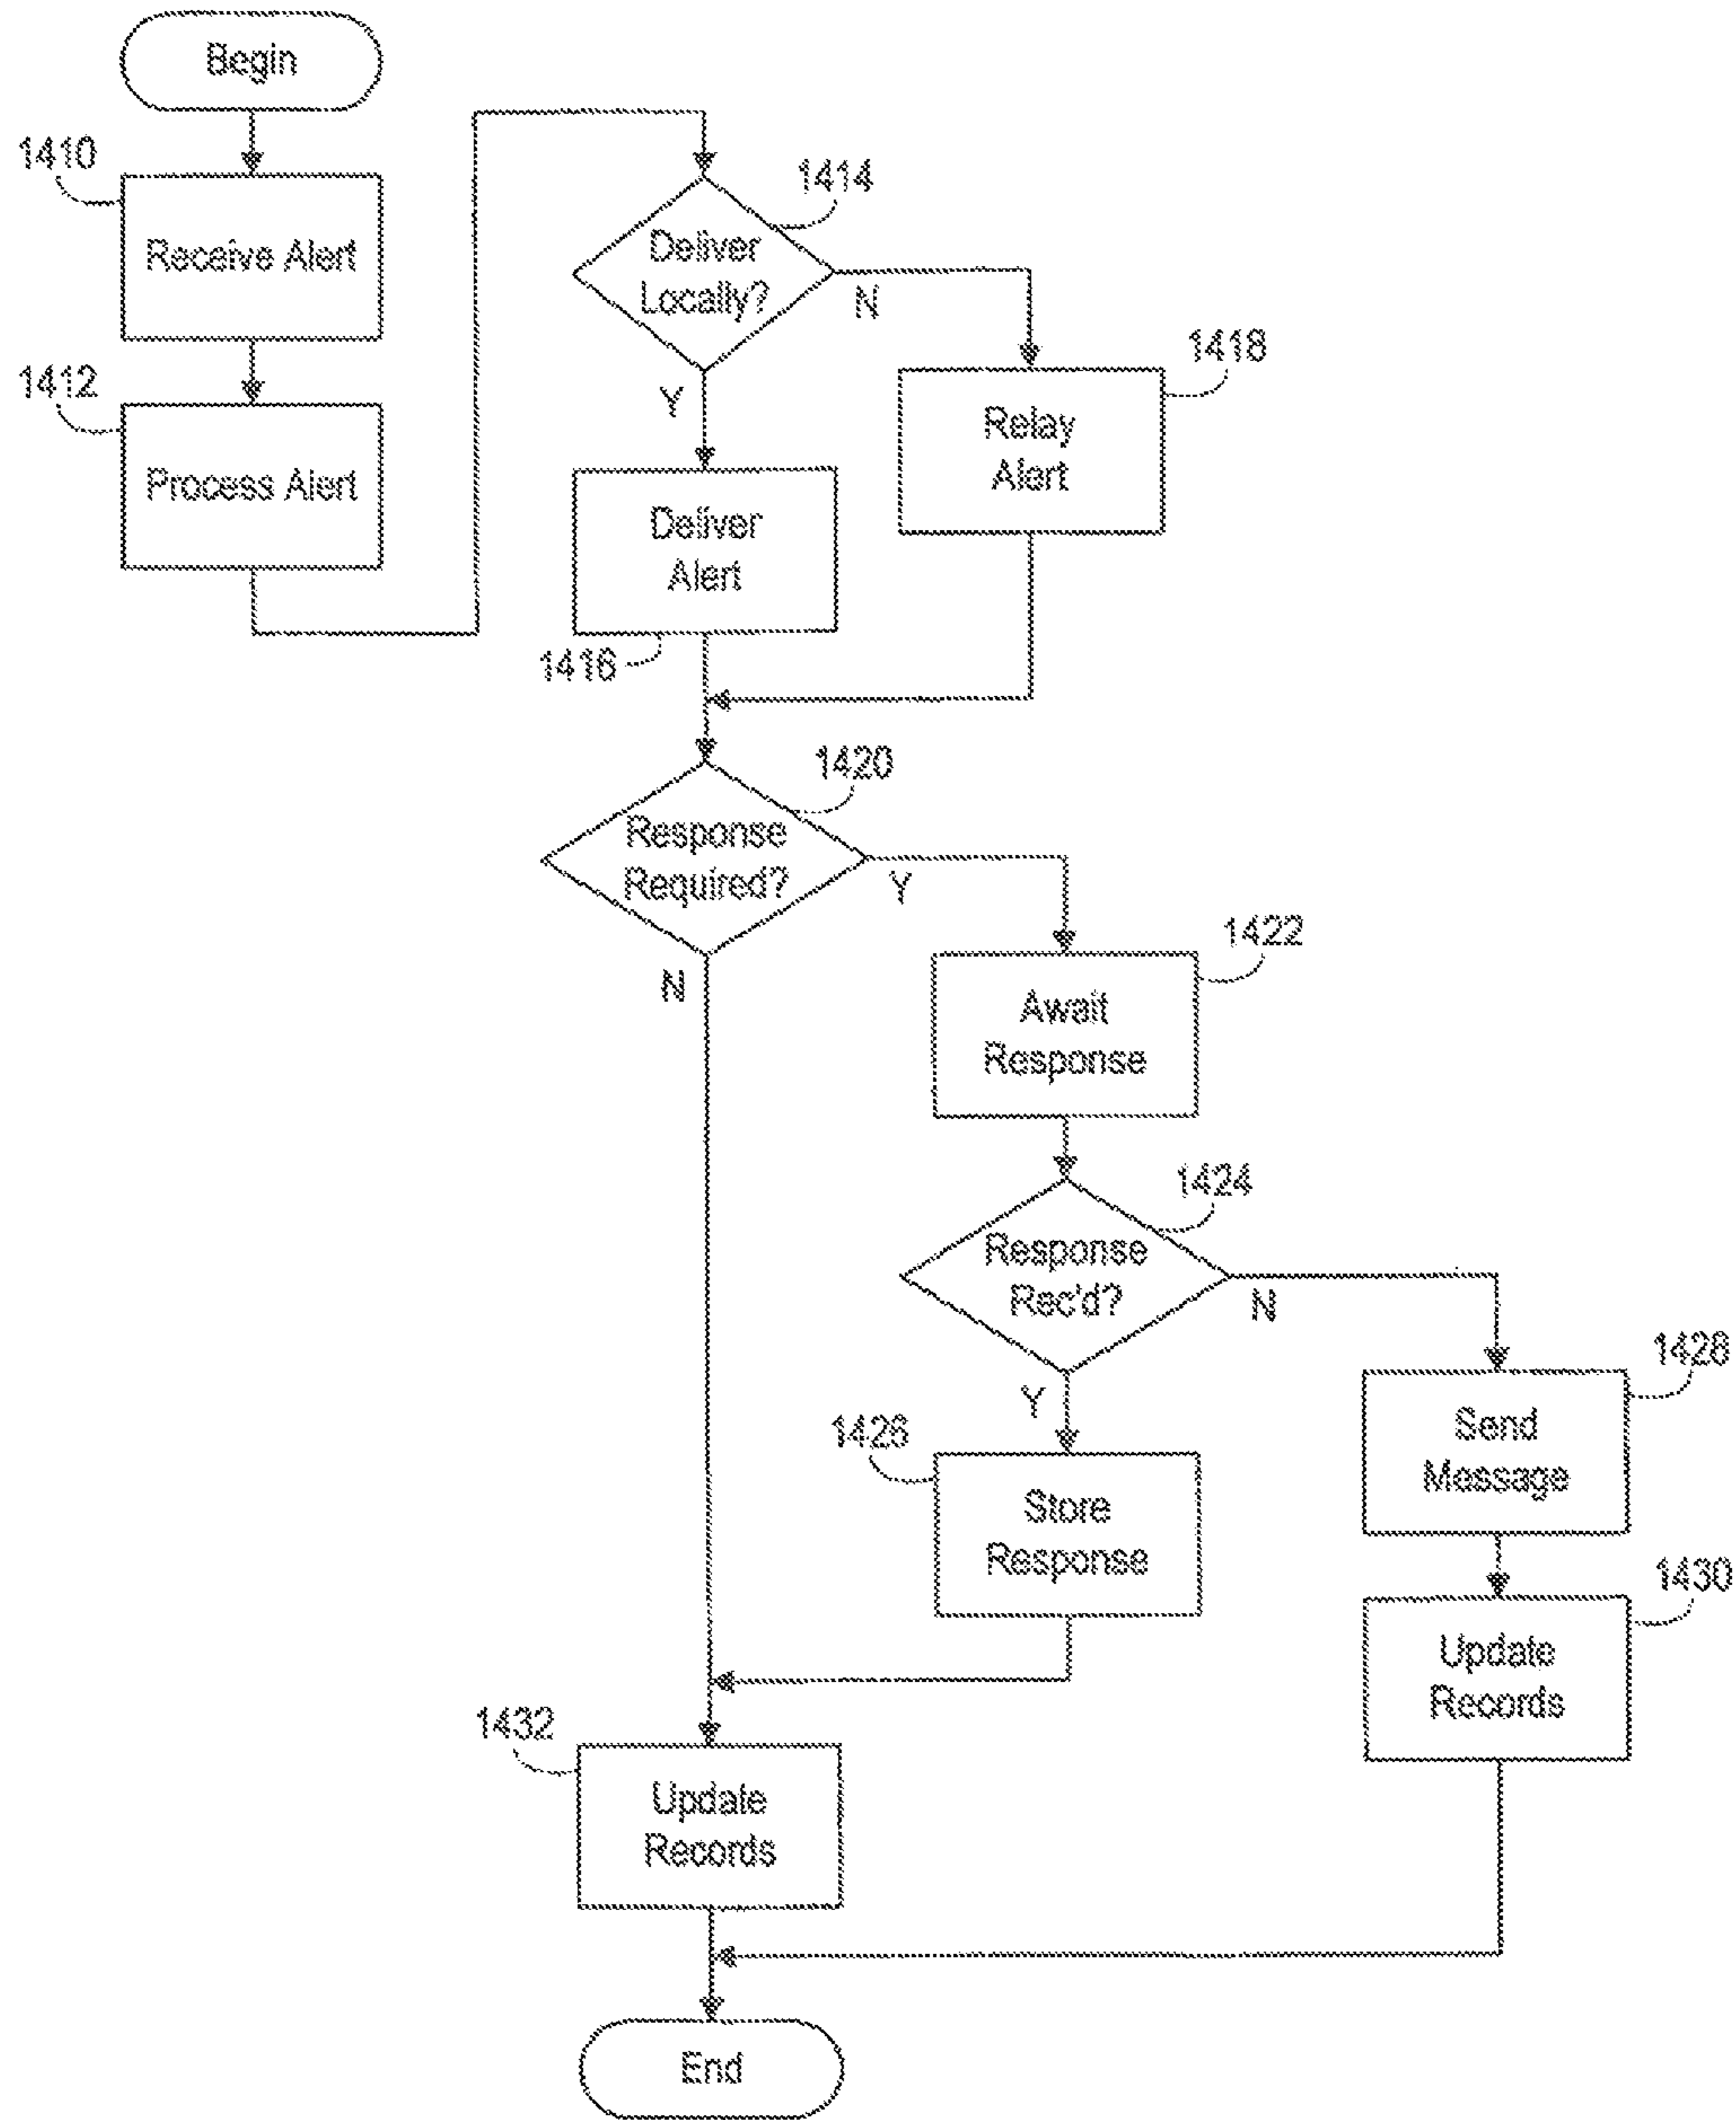 Begin
1410
Receive Alert
1412
Process Alert
1414
Deliver
Locally?
N
Y
1418
Relay
Alert
Deliver
Alert
1416
1420
Response
Required?
Y
N
1422
Await
Response
1424
Response
Rec'd?
N
Y
1428
Send
Message
1426
Store
Response
1430
Update
Records
1432
Update
Records
End